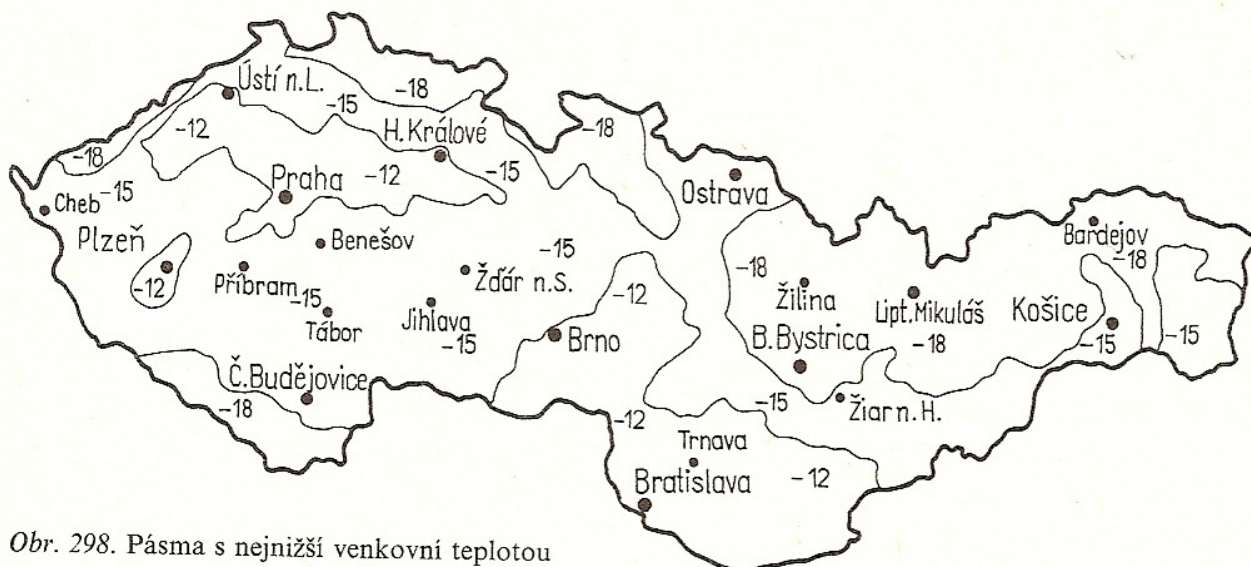 Ústí n.L.
-18
-15
-12
H. Králové
-18
-18
-15
Praha
-12
-15
Ostrava
Cheb
Plzeň
Benešov
-15
Bardejov
-18
-12
Příbram
-15
Tábor
Jihlava
-15
Žďár n.S.
-12
Brno
-18
Žilina
Lipt. Mikuláš
-18
Košice
-15
-15
B. Bystrica
Č. Budějovice
-18
-12
-15
Žiar n.H.
Trnava
Bratislava
-12
Obr. 298. Pásma s nejnižší venkovní teplotou